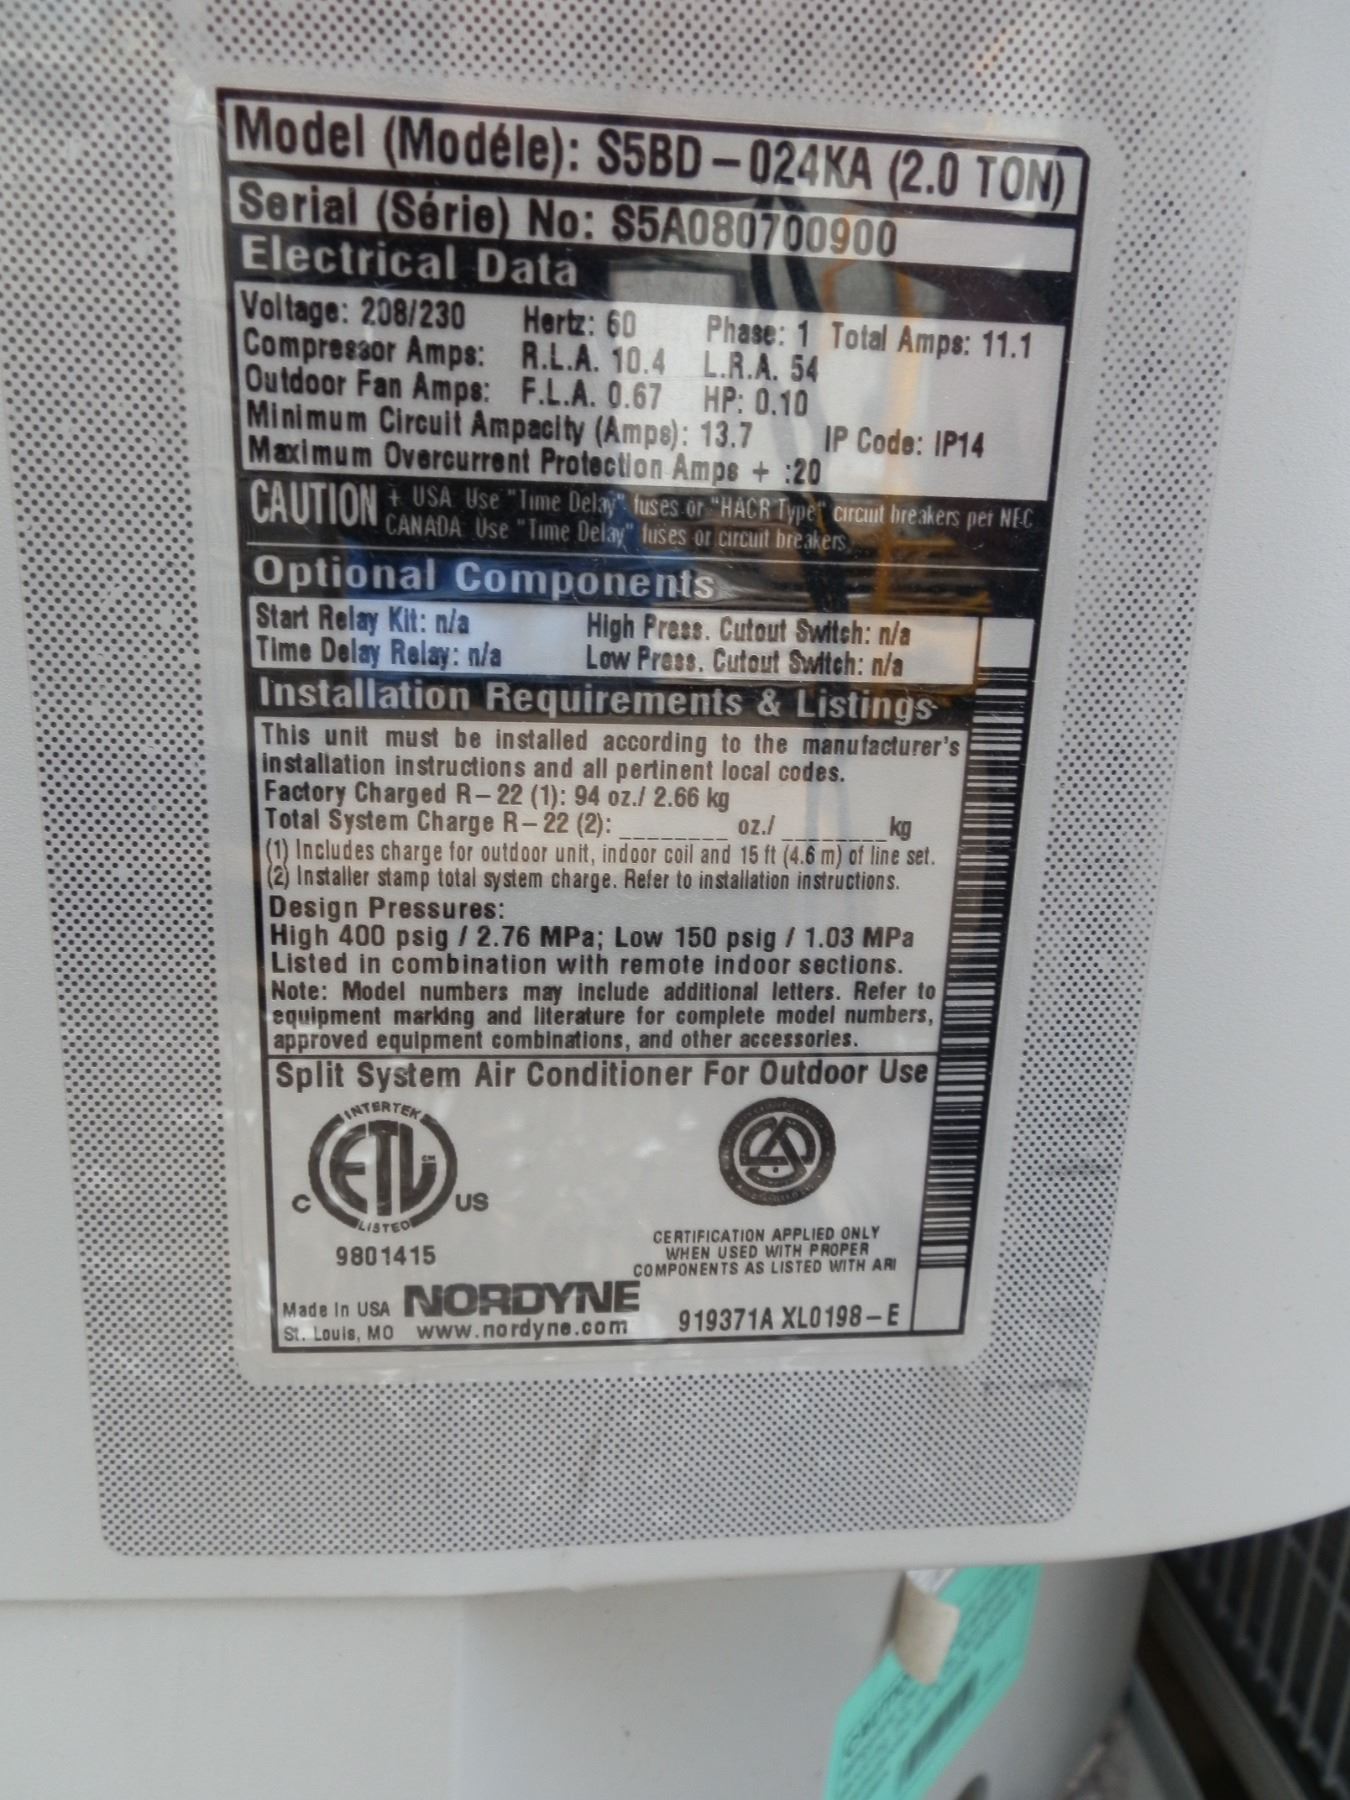 Model (Modéle): S5BD – 024KA (2.0 TON)
Serial (Série) No: S5A080700900
Electrical Data
Voltage: 208/230 Hertz: 60 Phase: 1 Total Amps: 11.1
Compressor Amps: R.L.A. 10.4 L.R.A. 54
Outdoor Fan Amps: F.L.A. 0.67 HP: 0.10
Minimum Circuit Ampacity (Amps): 13.7 IP Code: IP14
Maximum Overcurrent Protection Amps + :20
CAUTION + USA Use "Time Delay" fuses or "HACR Type" circuit breakers per NEC
CANADA Use "Time Delay" fuses or circuit breakers.
Optional Components
Start Relay Kit: n/a High Press. Cutout Switch: n/a
Time Delay Relay: n/a Low Press. Cutout Switch: n/a
Installation Requirements & Listings
This unit must be installed according to the manufacturer's
installation instructions and all pertinent local codes.
Factory Charged R–22 (1): 94 oz./ 2.66 kg
Total System Charge R–22 (2): ________ oz./ ________ kg
(1) Includes charge for outdoor unit, indoor coil and 15 ft (4.6 m) of line set.
(2) Installer stamp total system charge. Refer to installation instructions.
Design Pressures:
High 400 psig / 2.76 MPa; Low 150 psig / 1.03 MPa
Listed in combination with remote indoor sections.
Note: Model numbers may include additional letters. Refer to
equipment marking and literature for complete model numbers,
approved equipment combinations, and other accessories.
Split System Air Conditioner For Outdoor Use
INTERTEK
ETL CM
C US
LISTED
9801415
CERTIFICATION APPLIED ONLY
WHEN USED WITH PROPER
COMPONENTS AS LISTED WITH ARI
Made In USA NORDYNE
St. Louis, MO www.nordyne.com 919371A XL0198–E